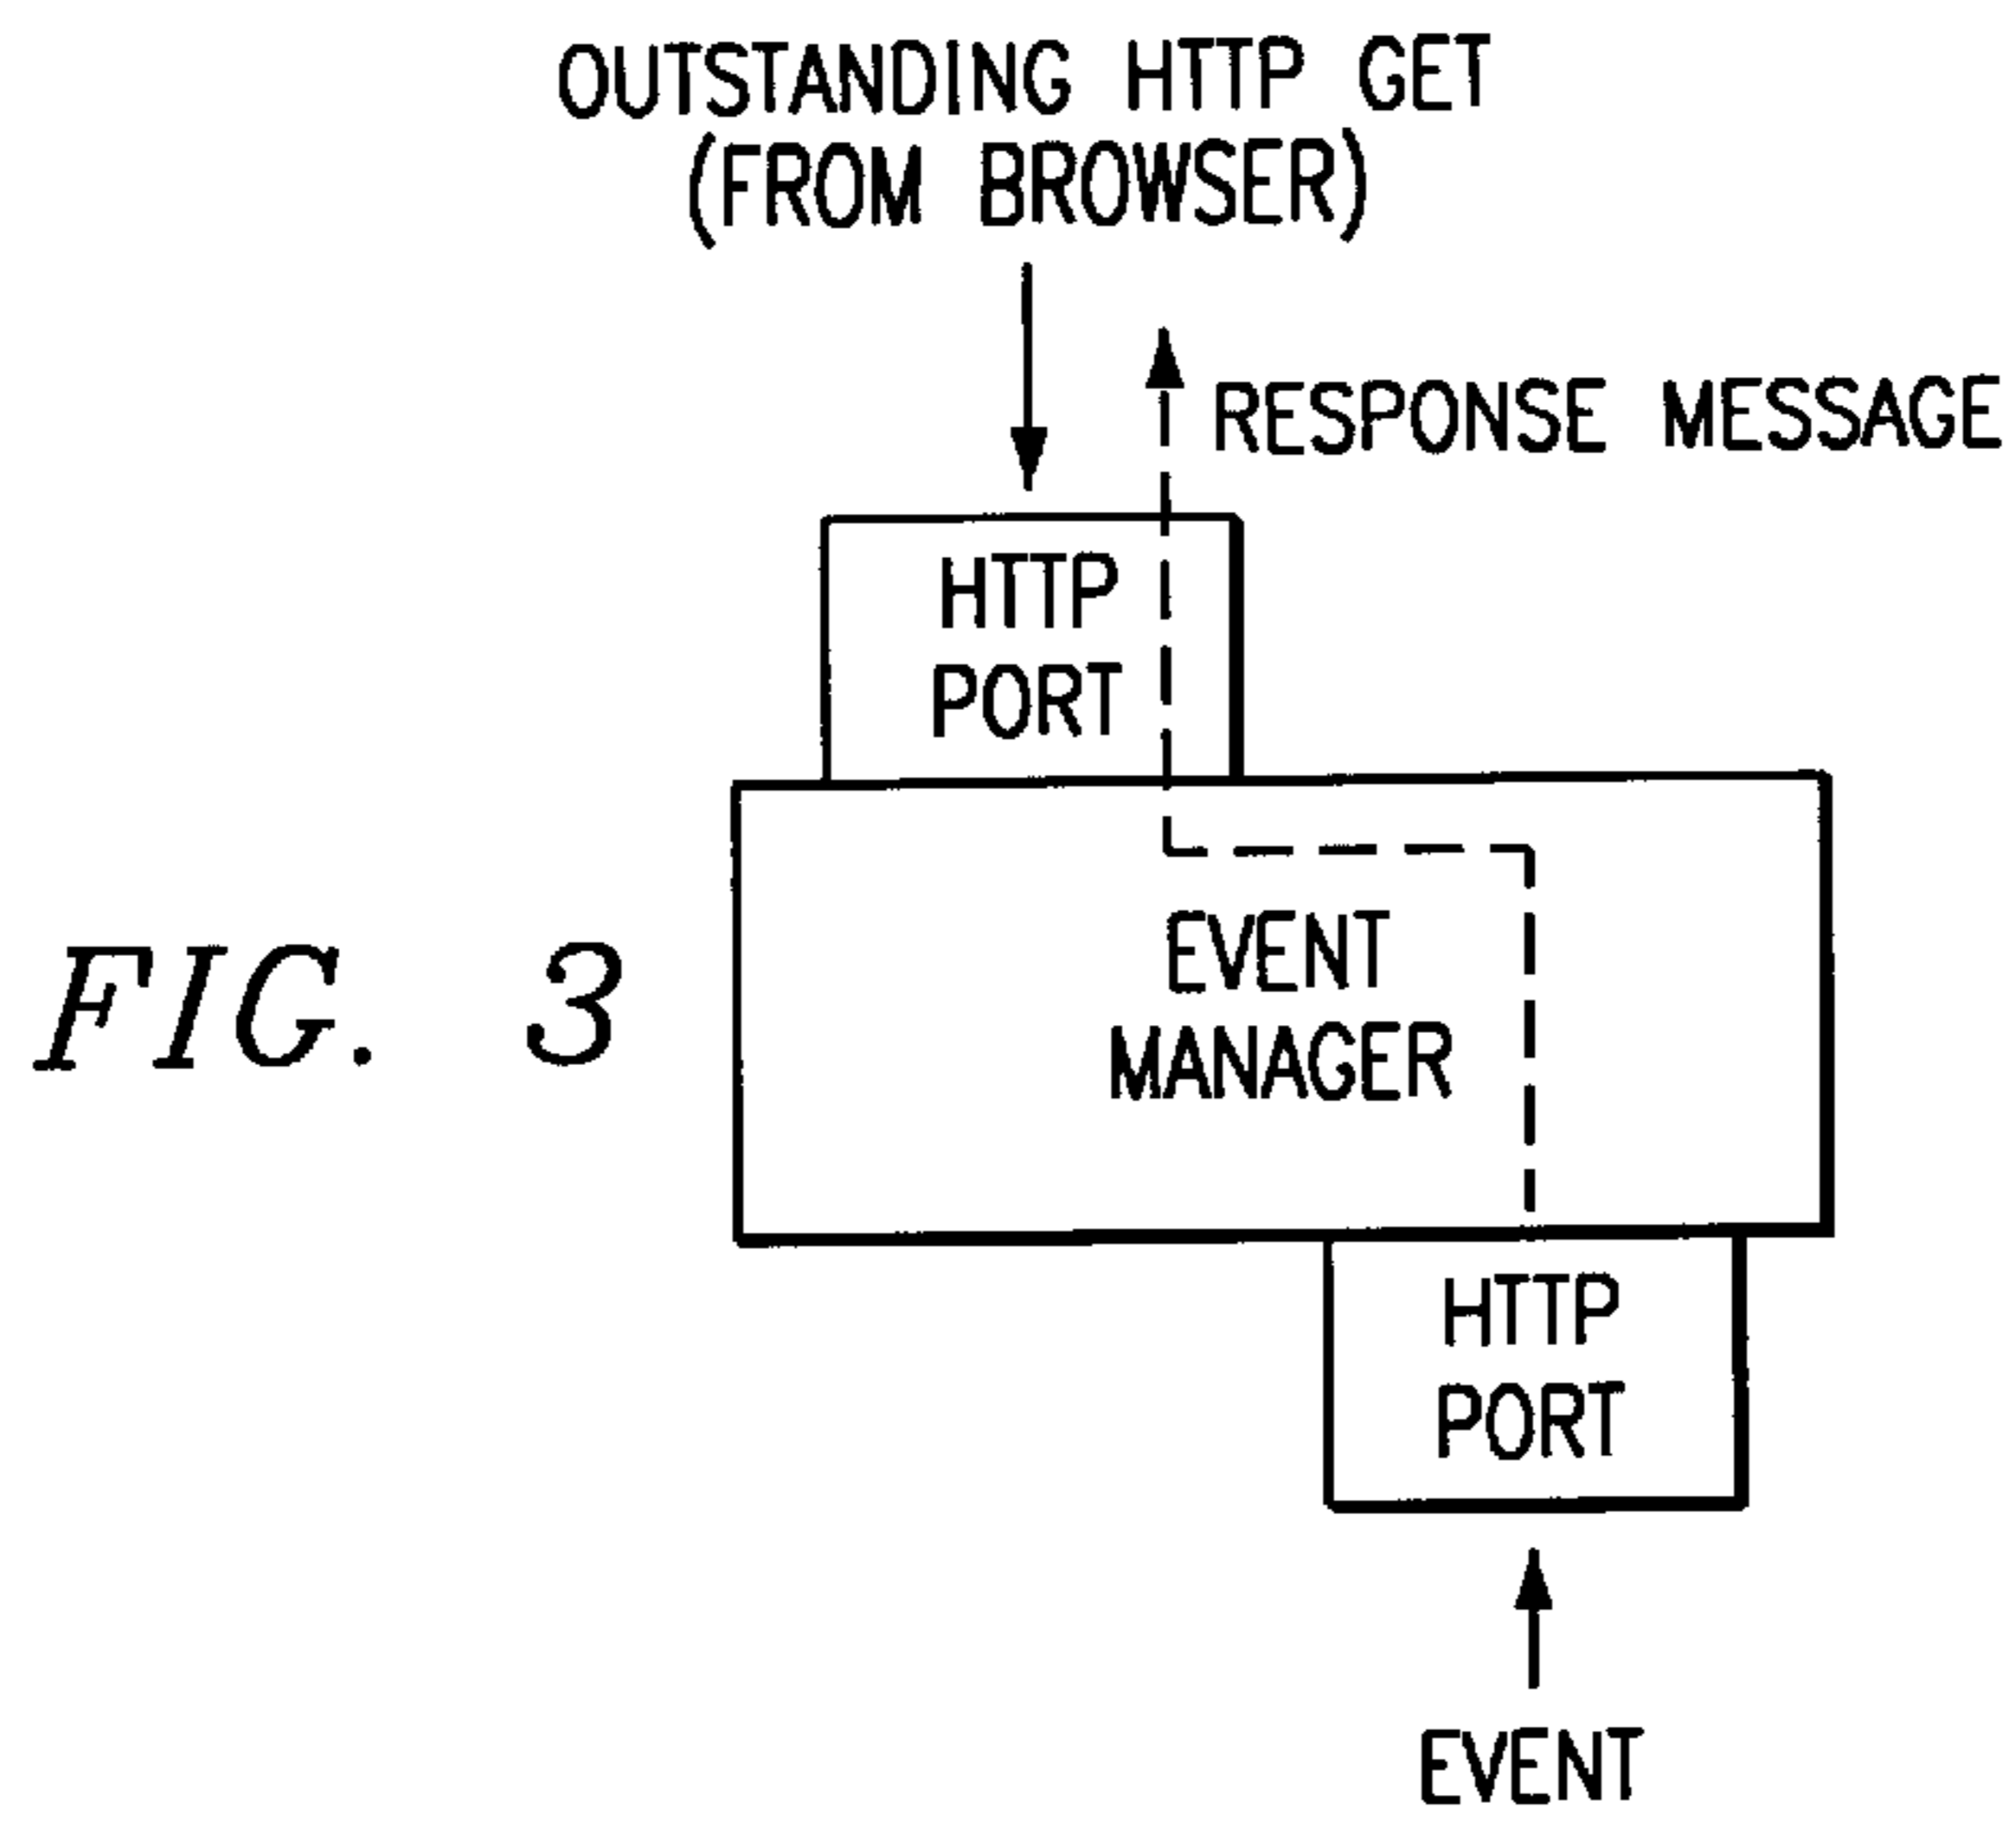 OUTSTANDING HTTP GET
(FROM BROWSER)
RESPONSE MESSAGE
HTTP
PORT
EVENT
MANAGER
FIG. 3
HTTP
PORT
EVENT